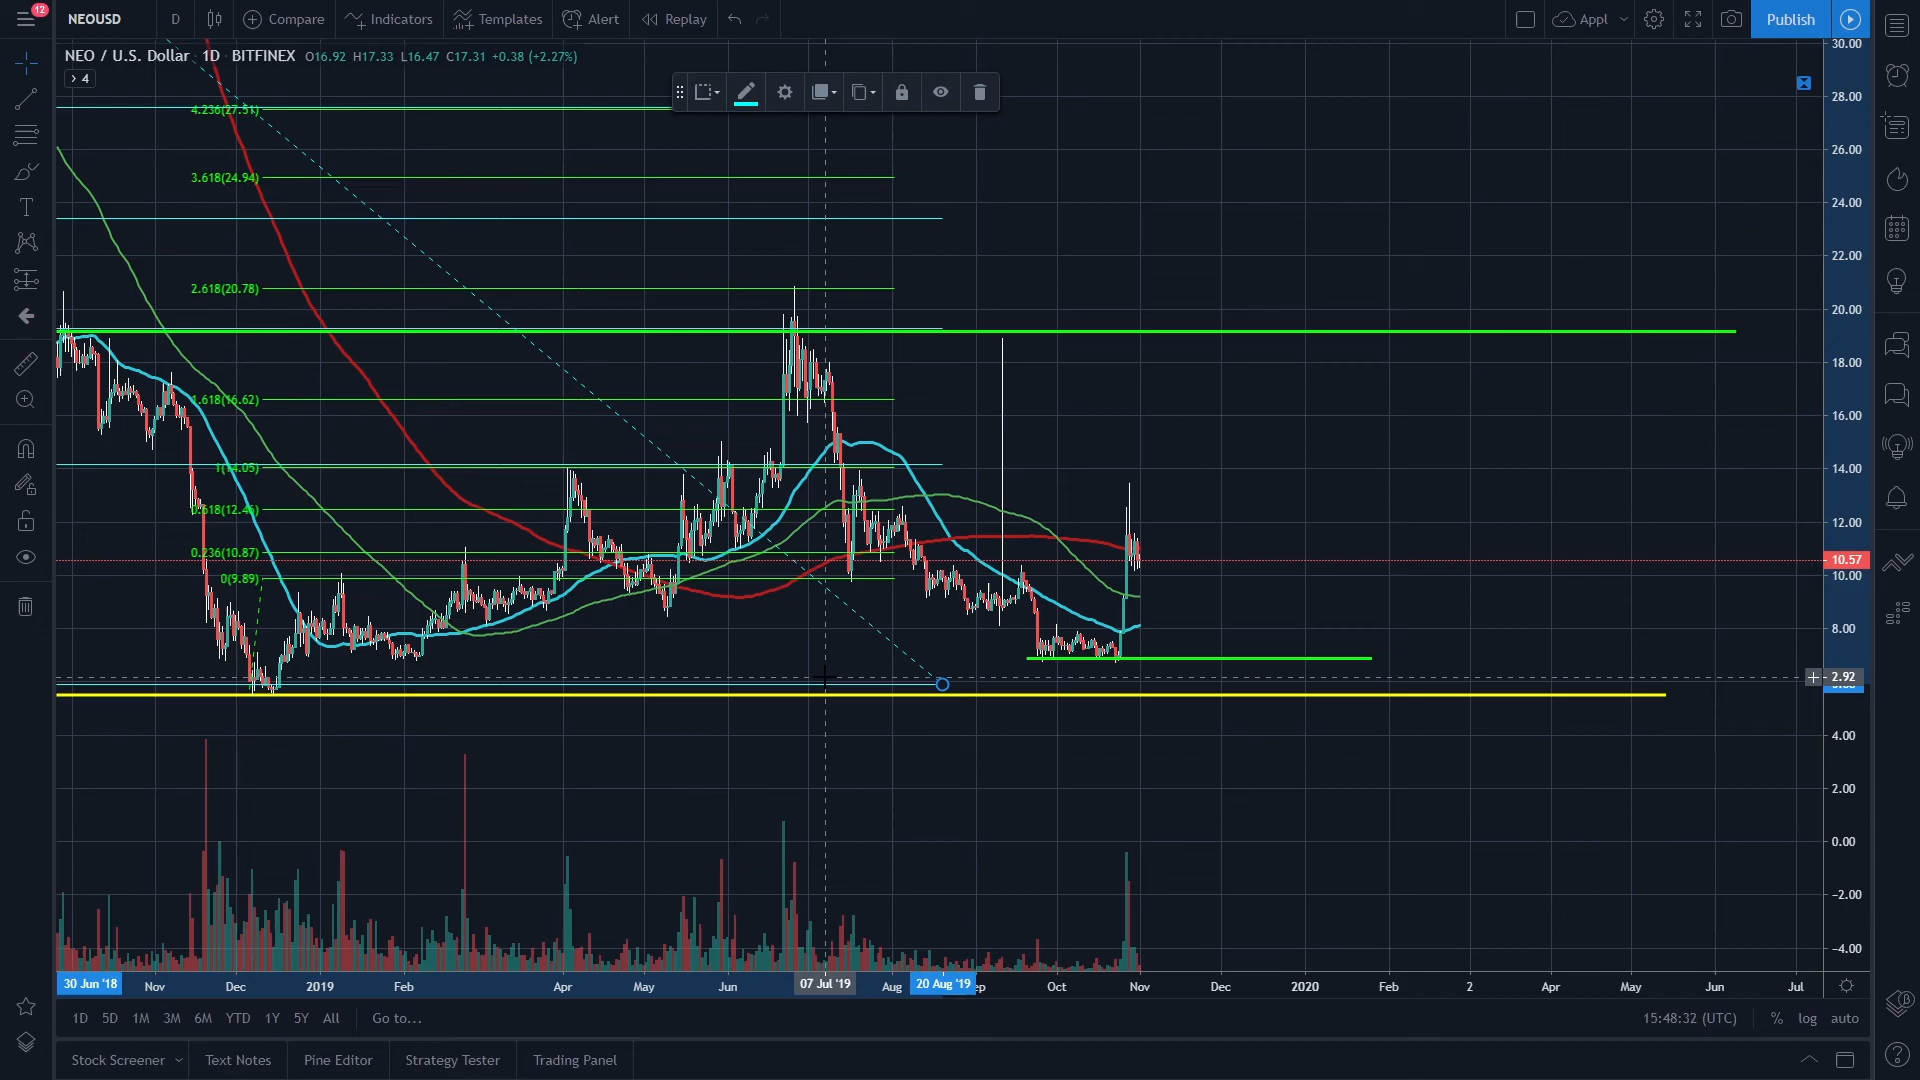 12
NEOUSD
D
Compare
Indicators
Templates
Alert
Replay
Appl
Publish
NEO / U.S. Dollar 1D BITFINEX O16.92 H17.33 L16.47 C17.31 +0.38 (+2.27%)
4
30.00
28.00
26.00
24.00
22.00
20.00
18.00
16.00
14.00
12.00
10.57
10.00
8.00
2.92
4.00
2.00
0.00
-2.00
-4.00
4.236(27.51)
3.618(24.94)
2.618(20.78)
1.618(16.62)
1(14.05)
0.618(12.46)
0.236(10.87)
0(9.89)
30 Jun '18
Nov
Dec
2019
Feb
Apr
May
Jun
07 Jul '19
Aug
20 Aug '19
ep
Oct
Nov
Dec
2020
Feb
2
Apr
May
Jun
Jul
1D 5D 1M 3M 6M YTD 1Y 5Y All Go to...
15:48:32 (UTC) % log auto
Stock Screener Text Notes Pine Editor Strategy Tester Trading Panel